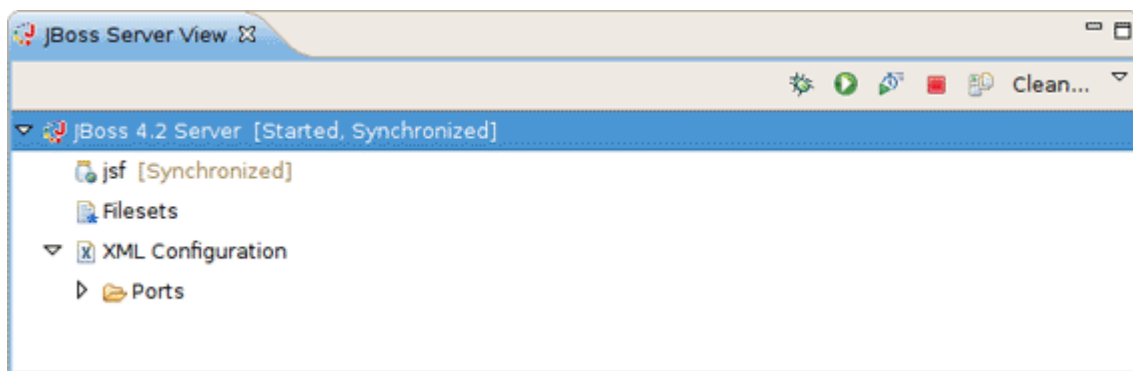 JBoss Server View
Clean...
JBoss 4.2 Server [Started, Synchronized]
jsf [Synchronized]
Filesets
XML Configuration
Ports